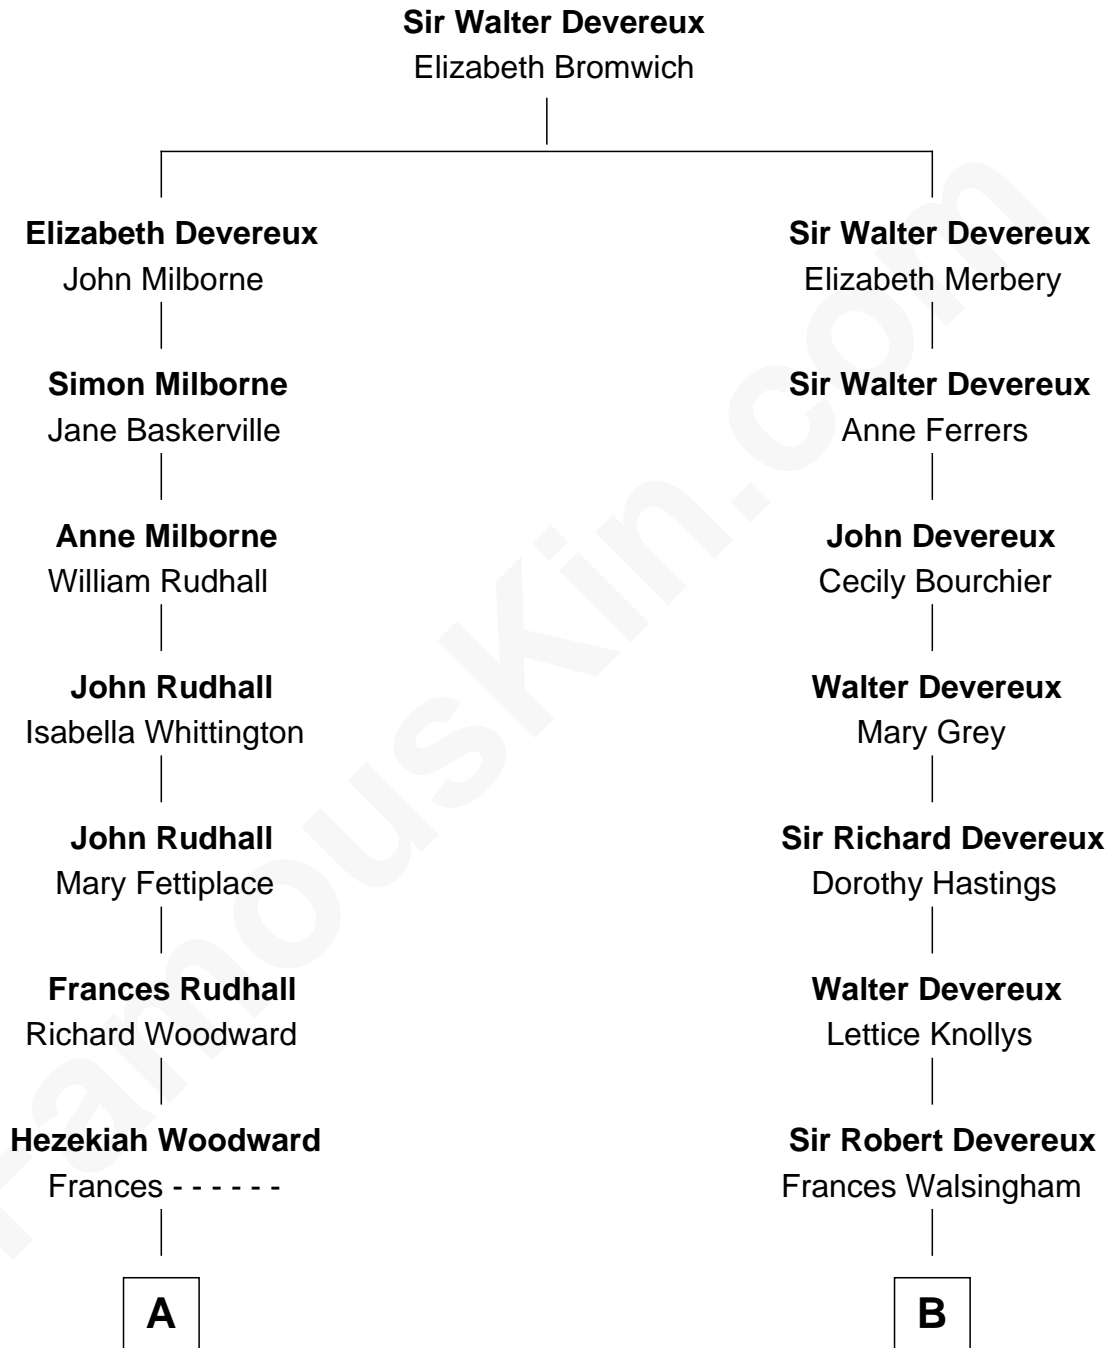 Sir Walter Devereux
Elizabeth Bromwich
Elizabeth Devereux
John Milborne
Sir Walter Devereux
Elizabeth Merbery
Simon Milborne
Jane Baskerville
Sir Walter Devereux
Anne Ferrers
Anne Milborne
William Rudhall
John Devereux
Cecily Bourchier
John Rudhall
Isabella Whittington
Walter Devereux
Mary Grey
John Rudhall
Mary Fettiplace
Sir Richard Devereux
Dorothy Hastings
Frances Rudhall
Richard Woodward
Walter Devereux
Lettice Knollys
Hezekiah Woodward
Frances - - - - - -
Sir Robert Devereux
Frances Walsingham
A
B
FamousKin.com